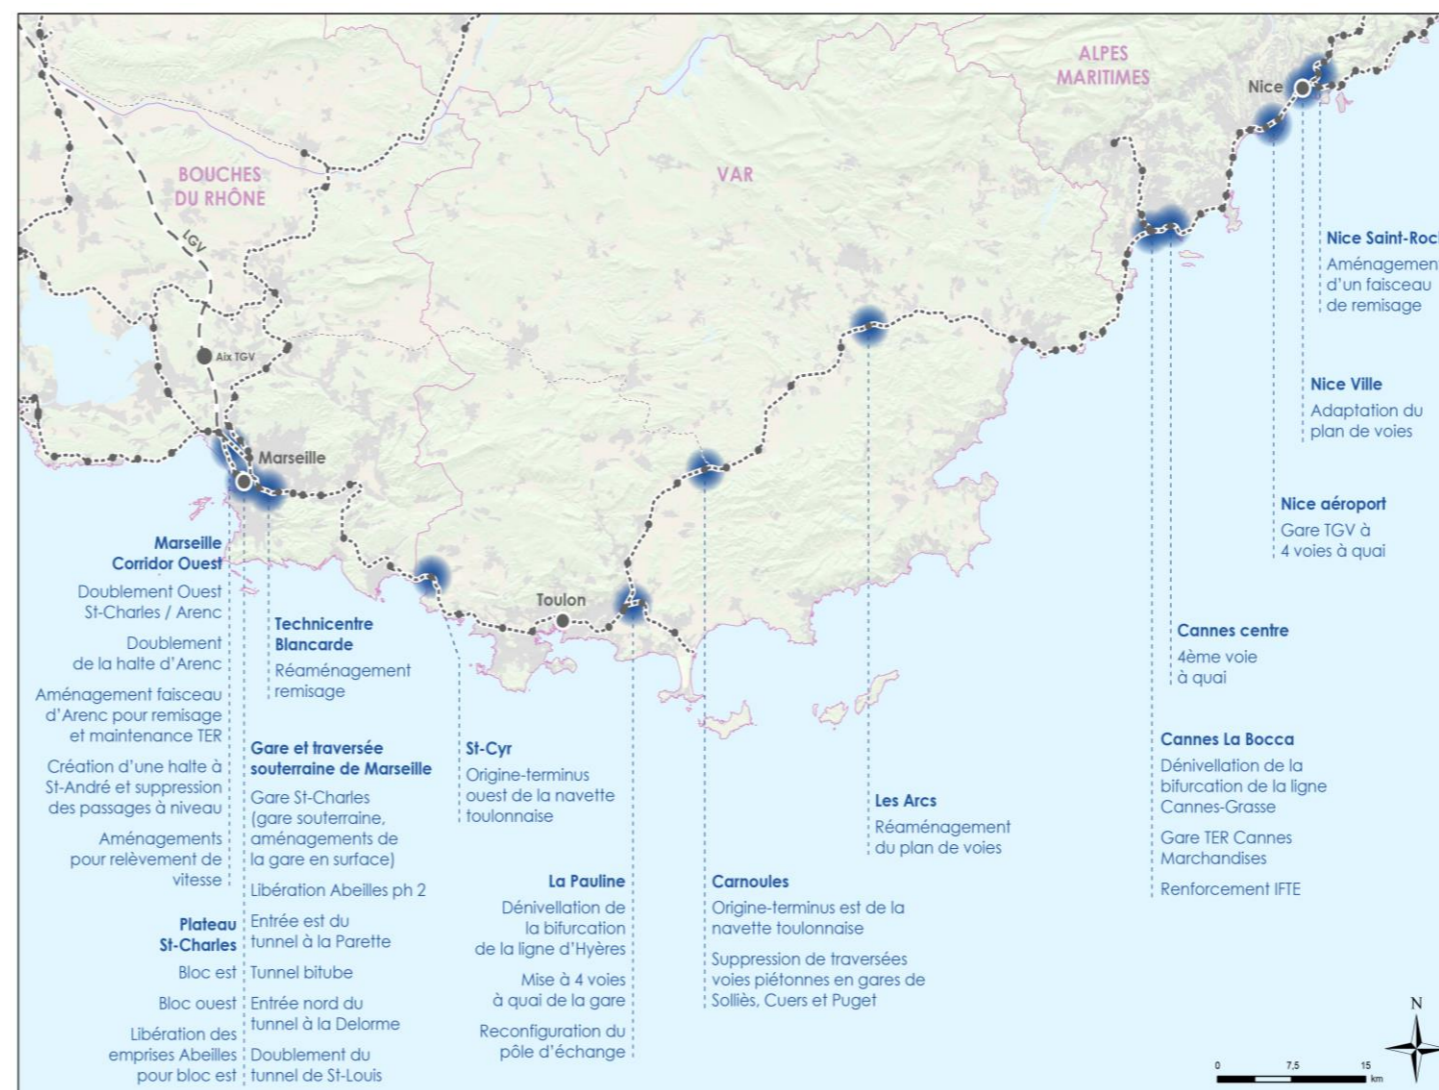 ALPES
MARITIMES
Nice
BOUCHES
DU RHÔNE
VAR
LGV
Aix TGV
Marseille
Toulon
Marseille
Corridor Ouest
Doublement Ouest
St-Charles / Arenc
Doublement
de la halte d'Arenc
Aménagement faisceau
d'Arenc pour remisage
et maintenance TER
Création d'une halte à
St-André et suppression
des passages à niveau
Aménagements
pour relèvement de
vitesse
Plateau
St-Charles
Bloc est
Bloc ouest
Libération des
emprises Abeilles
pour bloc est
Technicentre
Blancarde
Réaménagement
remisage
Gare et traversée
souterraine de Marseille
Gare St-Charles
(gare souterraine,
aménagements de
la gare en surface)
Libération Abeilles ph 2
Entrée est du
tunnel à la Parette
Tunnel bitube
Entrée nord du
tunnel à la Delorme
Doublement du
tunnel de St-Louis
St-Cyr
Origine-terminus
ouest de la navette
toulonnaise
La Pauline
Dénivellation de
la bifurcation
de la ligne d'Hyères
Mise à 4 voies
à quai de la gare
Reconfiguration du
pôle d'échange
Carnoules
Origine-terminus est de la
navette toulonnaise
Suppression de traversées
voies piétonnes en gares de
Solliès, Cuers et Puget
Les Arcs
Réaménagement
du plan de voies
Cannes La Bocca
Dénivellation de la
bifurcation de la ligne
Cannes-Grasse
Gare TER Cannes
Marchandises
Renforcement IFTE
Cannes centre
4ème voie
à quai
Nice aéroport
Gare TGV à
4 voies à quai
Nice Ville
Adaptation du
plan de voies
Nice Saint-Roc
Aménagemen
d'un faisceau
de remisage
N
0 7,5 15
km